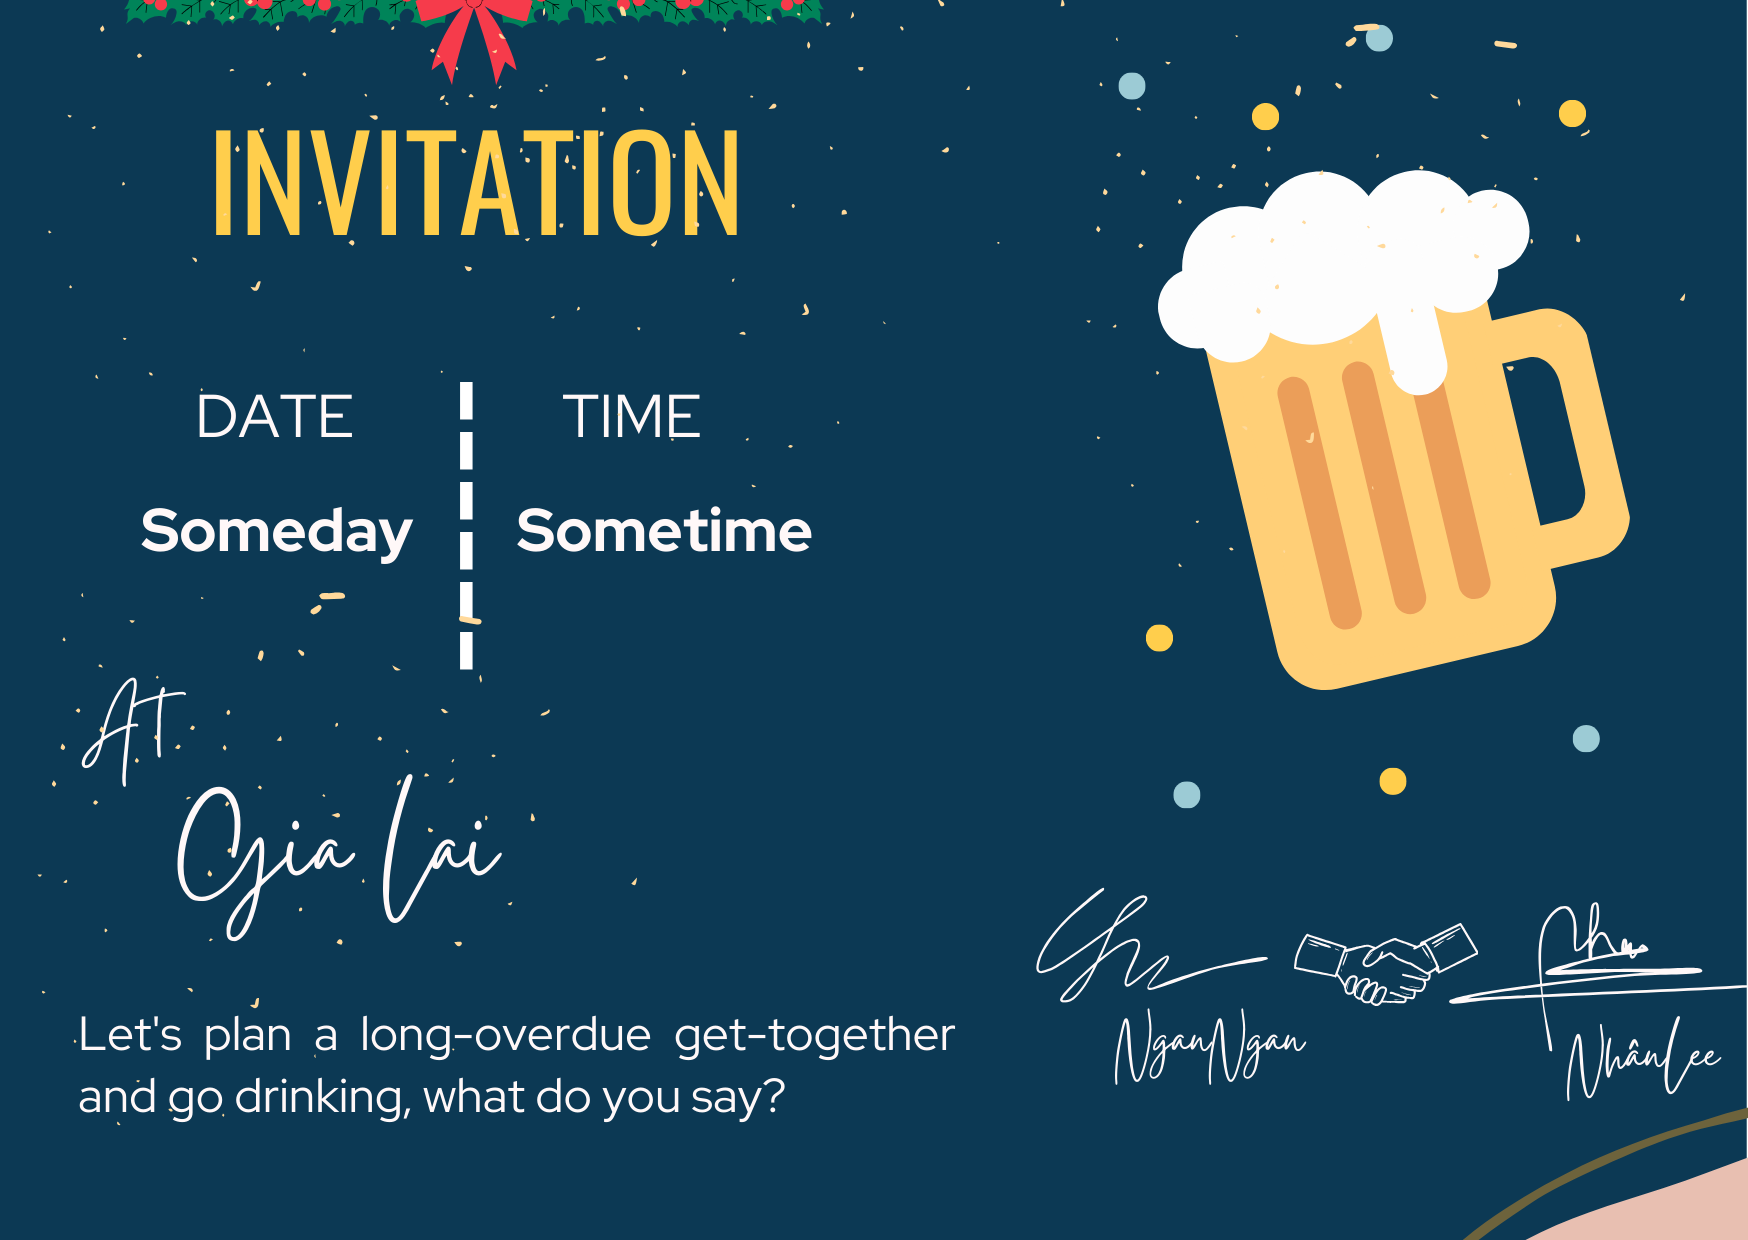 INVITATION
DATE
TIME
Someday
Sometime
At
Gia Lai
Let's plan a long-overdue get-together
and go drinking, what do you say?
NganNgan
NhânLee